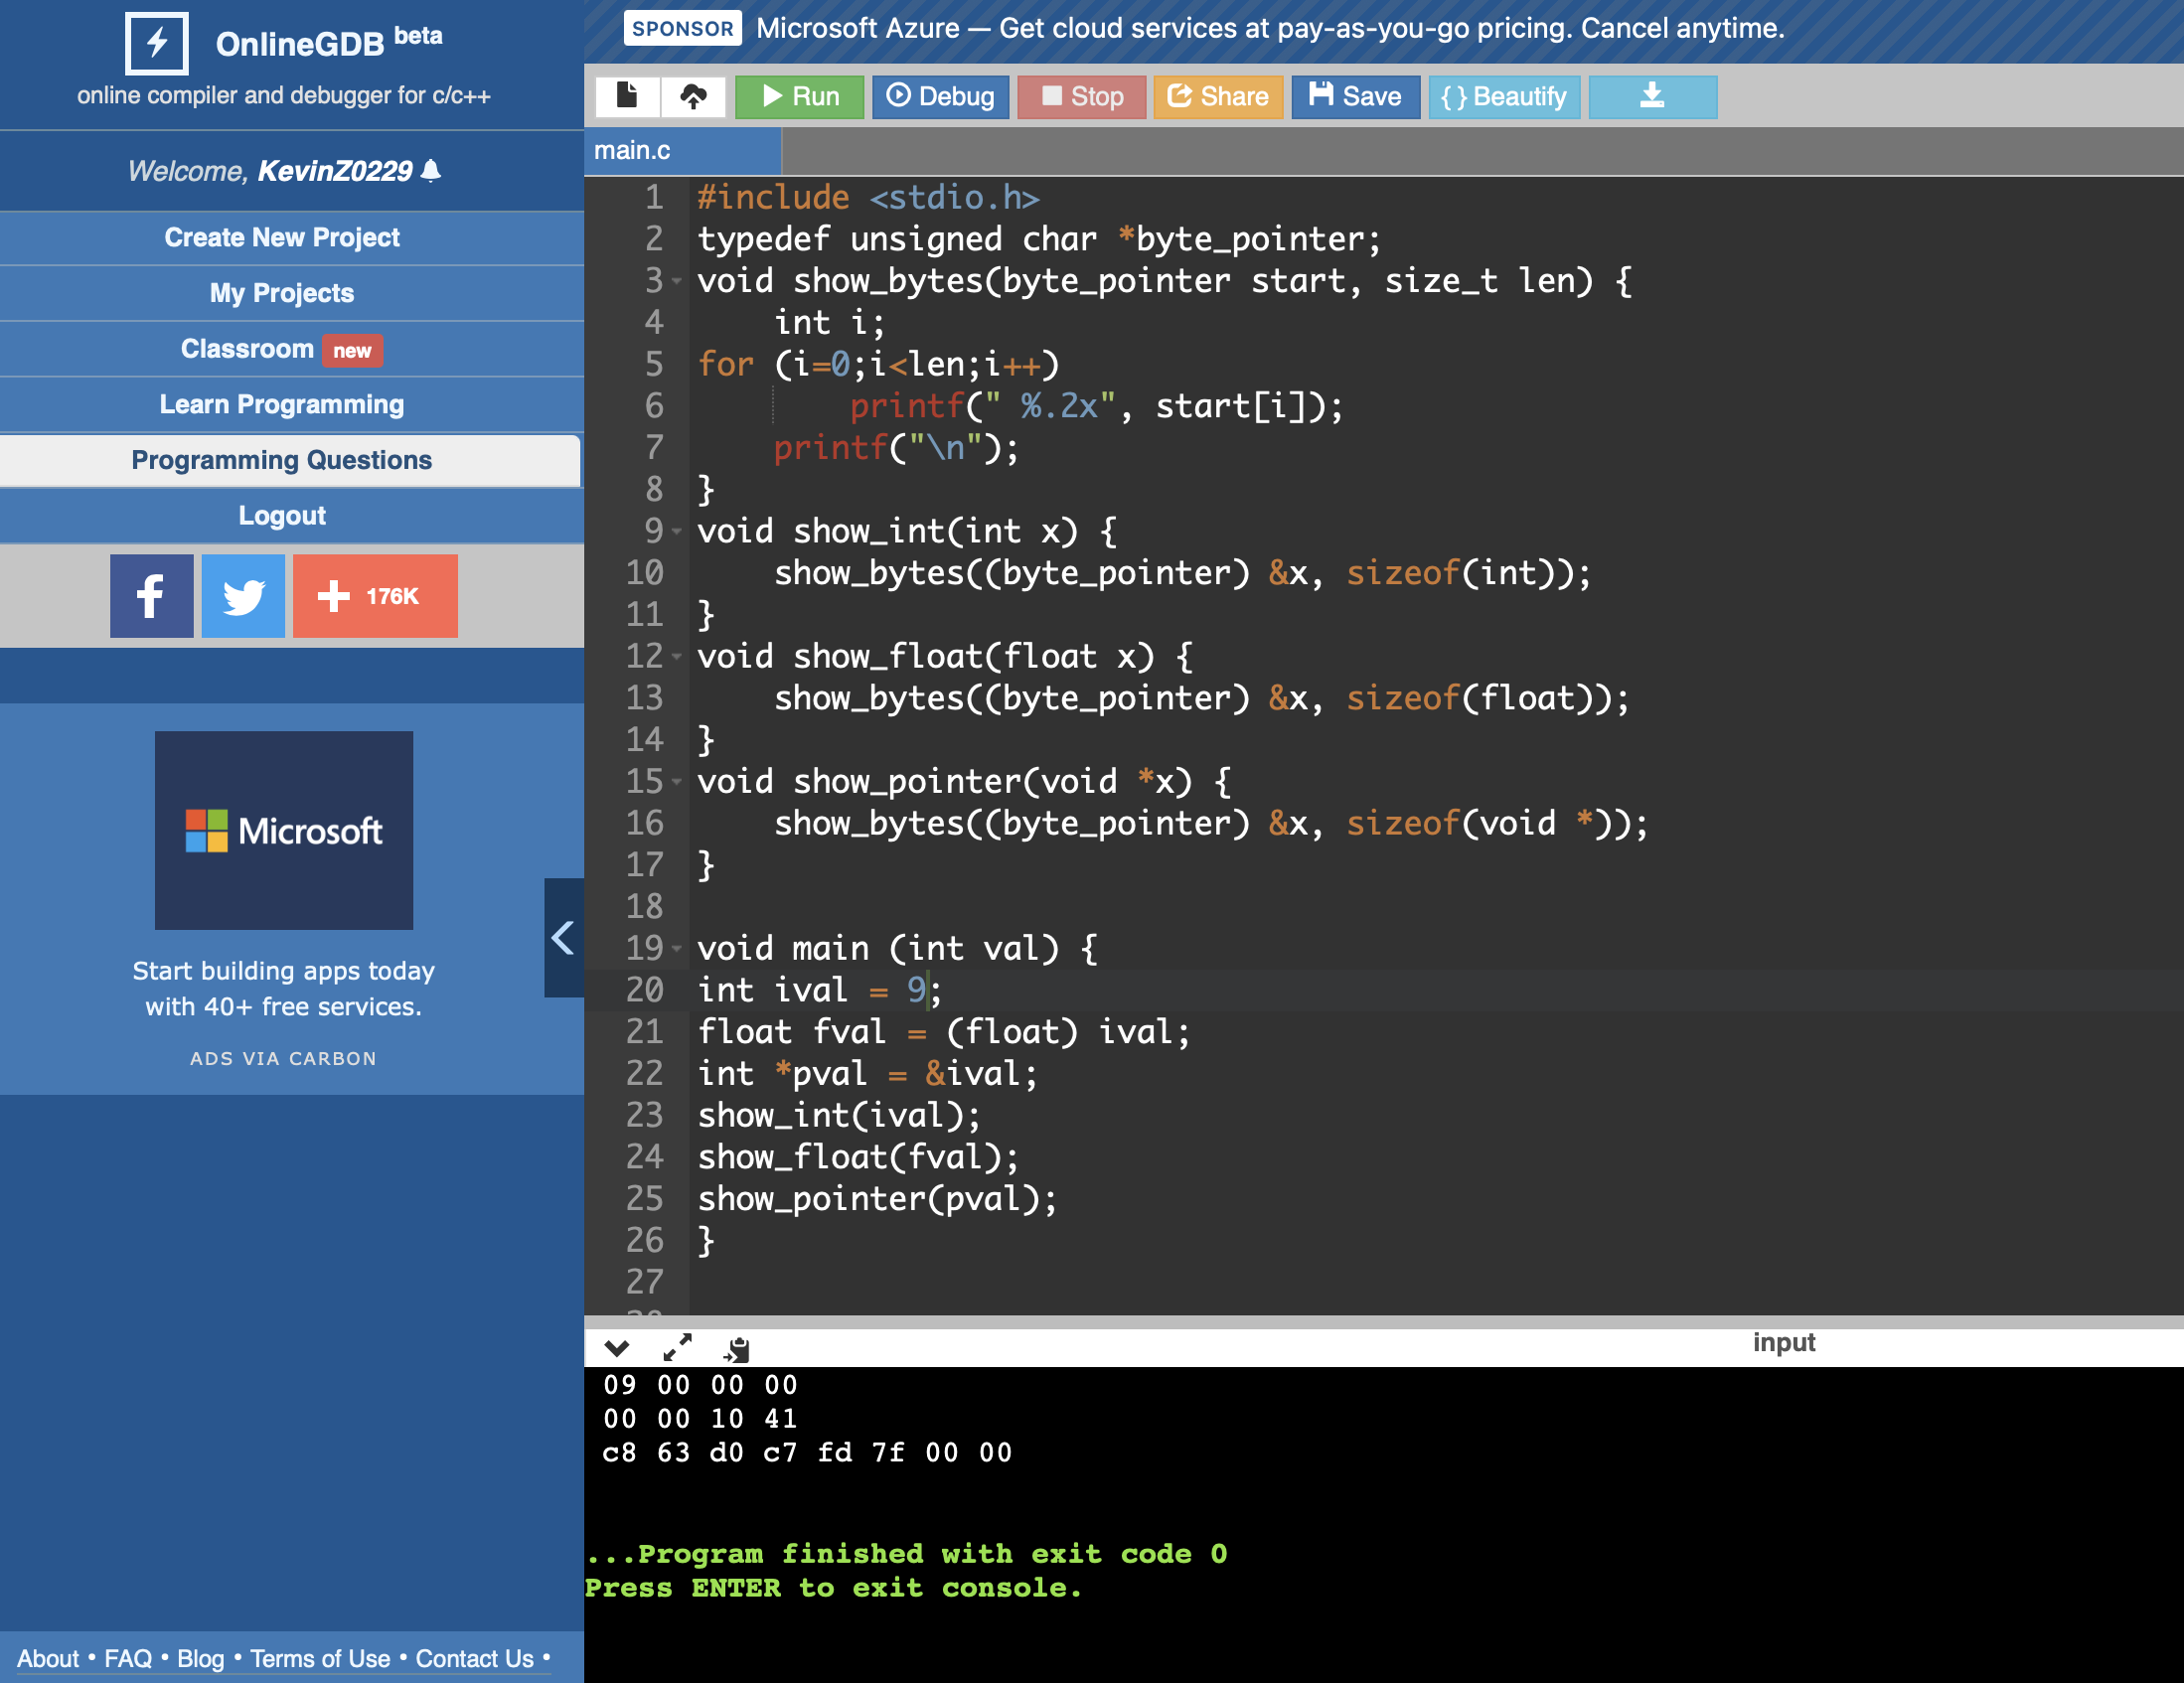 OnlineGDB beta
online compiler and debugger for c/c++
Welcome, KevinZ0229
Create New Project
My Projects
Classroom new
Learn Programming
Programming Questions
Logout
176K
Microsoft
Start building apps today
with 40+ free services.
ADS VIA CARBON
About • FAQ • Blog • Terms of Use • Contact Us •
SPONSOR Microsoft Azure — Get cloud services at pay-as-you-go pricing. Cancel anytime.
Run Debug Stop Share Save { } Beautify
main.c
1 #include <stdio.h>
2 typedef unsigned char *byte_pointer;
3 void show_bytes(byte_pointer start, size_t len) {
4     int i;
5 for (i=0;i<len;i++)
6         printf(" %.2x", start[i]);
7     printf("\n");
8 }
9 void show_int(int x) {
10     show_bytes((byte_pointer) &x, sizeof(int));
11 }
12 void show_float(float x) {
13     show_bytes((byte_pointer) &x, sizeof(float));
14 }
15 void show_pointer(void *x) {
16     show_bytes((byte_pointer) &x, sizeof(void *));
17 }
18
19 void main (int val) {
20 int ival = 9;
21 float fval = (float) ival;
22 int *pval = &ival;
23 show_int(ival);
24 show_float(fval);
25 show_pointer(pval);
26 }
27
input
09 00 00 00
00 00 10 41
c8 63 d0 c7 fd 7f 00 00
...Program finished with exit code 0
Press ENTER to exit console.